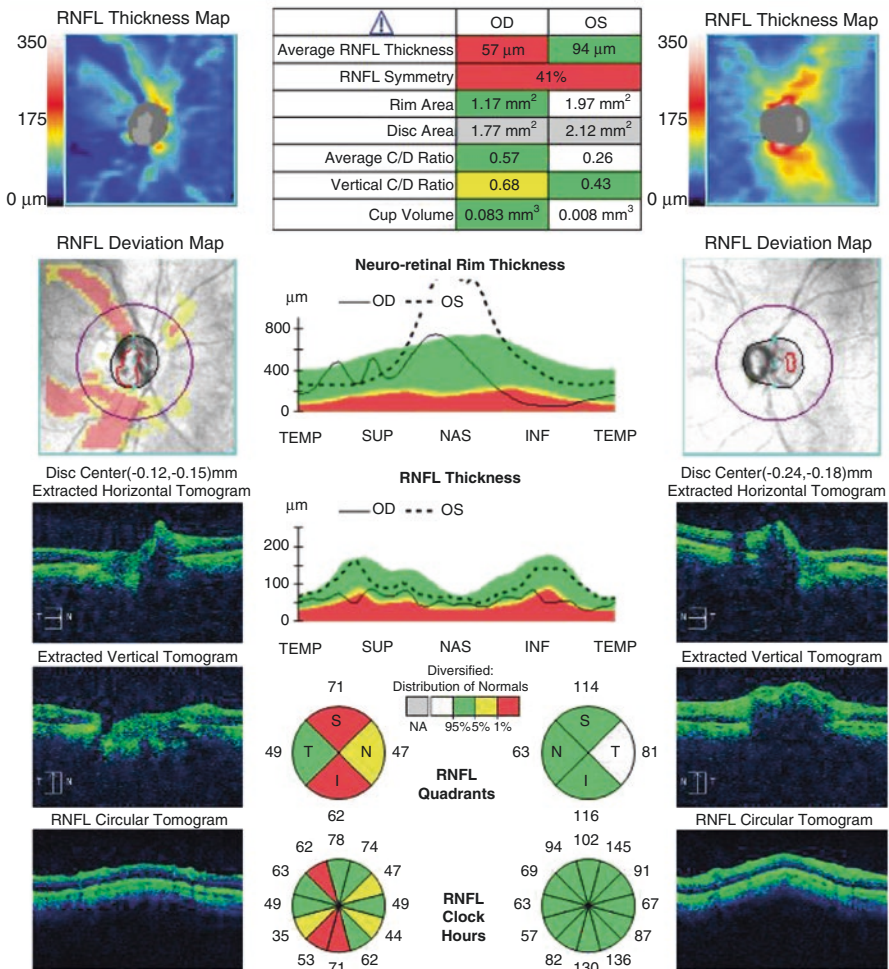 RNFL Thickness Map
350
175
0 μm
OD OS
Average RNFL Thickness 57 μm 94 μm
RNFL Symmetry 41%
Rim Area 1.17 mm² 1.97 mm²
Disc Area 1.77 mm² 2.12 mm²
Average C/D Ratio 0.57 0.26
Vertical C/D Ratio 0.68 0.43
Cup Volume 0.083 mm³ 0.008 mm³
RNFL Thickness Map
350
175
0 μm
RNFL Deviation Map
Disc Center(-0.12,-0.15)mm
Neuro-retinal Rim Thickness
μm
OD OS
800
400
0
TEMP SUP NAS INF TEMP
RNFL Deviation Map
Disc Center(-0.24,-0.18)mm
Extracted Horizontal Tomogram
T N
RNFL Thickness
μm
OD OS
200
100
0
TEMP SUP NAS INF TEMP
Extracted Horizontal Tomogram
T N
Extracted Vertical Tomogram
T N
Diversified:
Distribution of Normals
NA 95% 5% 1%
71
S
49 T N 47
I
62
RNFL
Quadrants
114
S
63 N T 81
I
116
Extracted Vertical Tomogram
T N
RNFL Circular Tomogram
78
62 74
63 47
49 49
35 44
53 62
71
RNFL
Clock
Hours
102
94 145
69 91
63 67
57 87
82 136
130
RNFL Circular Tomogram